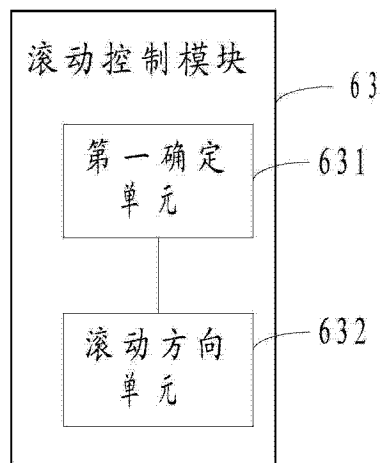 滚动控制模块
63
第一确定
单元
631
滚动方向
单元
632